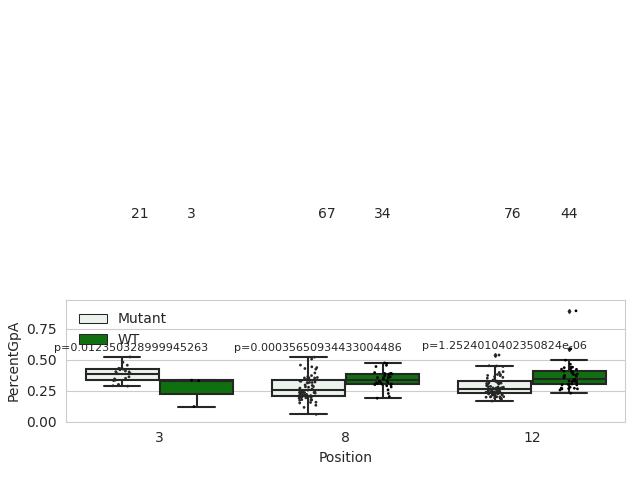 21 3 67 34 76 44
PercentGpA
0.75
0.50
0.25
0.00
Mutant
WT
p=0.012350328999945263 p=0.00035650934433004486 p=1.2524010402350824e-06
3 8 12
Position